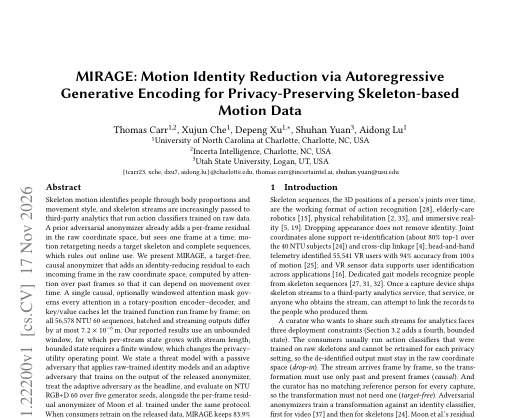 MIRAGE: Motion Identity Reduction via Autoregressive
Generative Encoding for Privacy-Preserving Skeleton-based
Motion Data
Thomas Carr1,2, Xujun Che1, Depeng Xu1,*, Shuhan Yuan3, Aidong Lu1
1University of North Carolina at Charlotte, Charlotte, NC, USA
2Incerta Intelligence, Charlotte, NC, USA
3Utah State University, Logan, UT, USA
{tcarr23, xche, dxu7, aidong.lu}@charlotte.edu, thomas.carr@incertaintel.ai, shuhan.yuan@usu.edu
Abstract
Skeleton motion identifies people through body proportions and
movement style, and skeleton streams are increasingly passed to
third-party analytics that run action classifiers trained on raw data.
A prior adversarial anonymizer already adds a per-frame residual
in the raw coordinate space, but sees one frame at a time; mo-
tion retargeting needs a target skeleton and complete sequences,
which rules out online use. We present MIRAGE, a target-free,
causal anonymizer that adds an identity-reducing residual to each
incoming frame in the raw coordinate space, computed by atten-
tion over past frames so that it can depend on movement over
time. A single causal, optionally windowed attention mask gov-
erns every attention in a rotary-position encoder–decoder, and
key/value caches let the trained function run frame by frame; on
all 56,578 NTU 60 sequences, batched and streaming outputs differ
by at most 7.2 × 10⁻⁶ m. Our reported results use an unbounded
window, for which per-stream state grows with stream length;
bounded state requires a finite window, which changes the privacy–
utility operating point. We state a threat model with a passive
adversary that applies raw-trained identity models and an adaptive
adversary that trains on the output of the released anonymizer,
treat the adaptive adversary as the headline, and evaluate on NTU
RGB+D 60 over five generator seeds, alongside the per-frame resid-
ual anonymizer of Moon et al. trained under the same protocol.
When consumers retrain on the released data, MIRAGE keeps 83.9%
1 Introduction
Skeleton sequences, the 3D positions of a person's joints over time,
are the working format of action recognition [28], elderly-care
robotics [15], physical rehabilitation [2, 33], and immersive real-
ity [5, 19]. Dropping appearance does not remove identity. Joint
coordinates alone support re-identification (about 80% top-1 over
the 40 NTU subjects [24]) and cross-clip linkage [4]; head-and-hand
telemetry identified 55,541 VR users with 94% accuracy from 100 s
of motion [25]; and VR sensor data supports user identification
across applications [16]. Dedicated gait models recognize people
from skeleton sequences [27, 31, 32]. Once a capture device ships
skeleton streams to a third-party analytics service, that service, or
anyone who obtains the stream, can attempt to link the records to
the people who produced them.
A curator who wants to share such streams for analytics faces
three deployment constraints (Section 3.2 adds a fourth, bounded
state). The consumers usually run action classifiers that were
trained on raw skeletons and cannot be retrained for each privacy
setting, so the de-identified output must stay in the raw coordinate
space (drop-in). The stream arrives frame by frame, so the trans-
formation must use only past and present frames (causal). And
the curator has no matching reference person for every capture,
so the transformation must not need one (target-free). Adversarial
anonymizers train a transformation against an identity classifier,
first for video [37] and then for skeletons [24]. Moon et al.'s residual
1.22200v1 [cs.CV] 17 Nov 2026